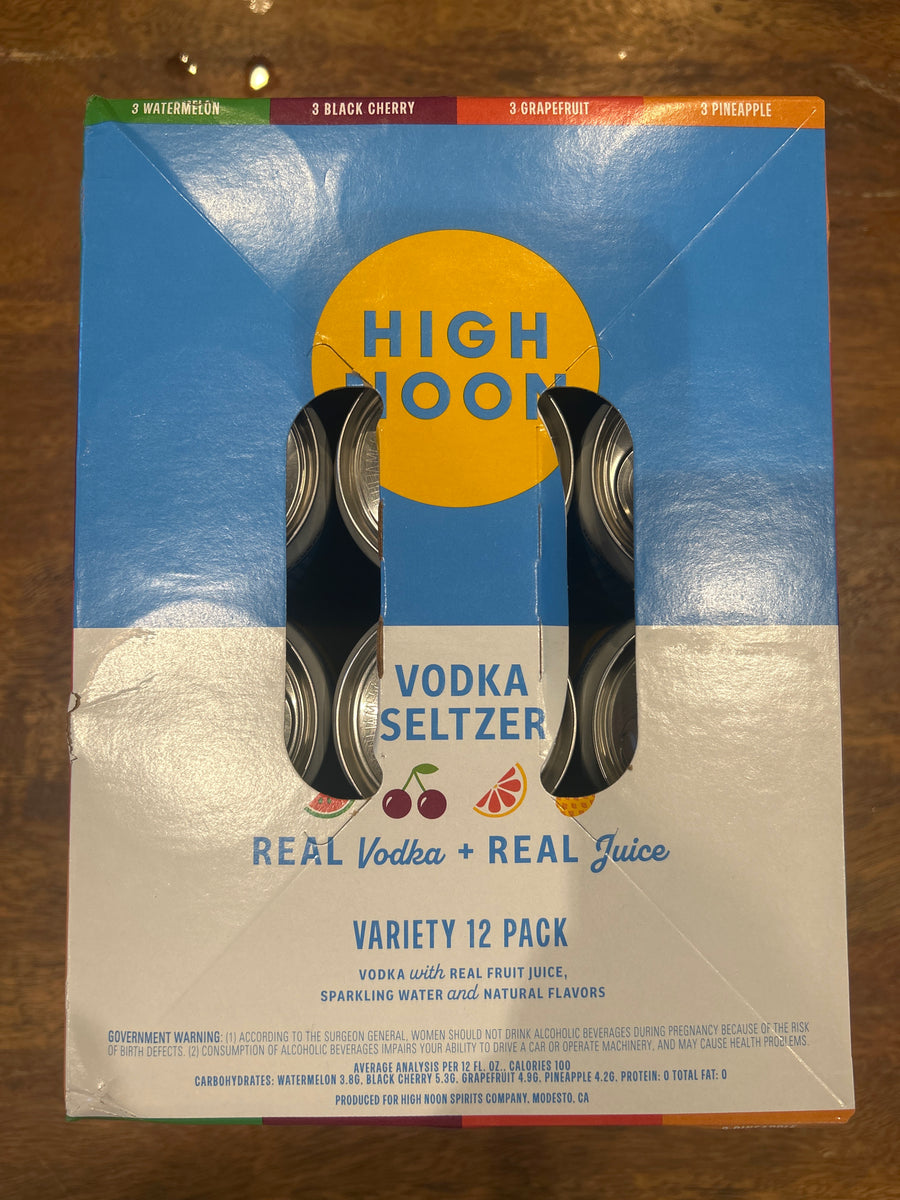 3 WATERMELON 3 BLACK CHERRY 3 GRAPEFRUIT 3 PINEAPPLE
HIGH
NOON
VODKA
SELTZER
REAL Vodka + REAL Juice
VARIETY 12 PACK
VODKA with REAL FRUIT JUICE,
SPARKLING WATER and NATURAL FLAVORS
GOVERNMENT WARNING: (1) ACCORDING TO THE SURGEON GENERAL, WOMEN SHOULD NOT DRINK ALCOHOLIC BEVERAGES DURING PREGNANCY BECAUSE OF THE RISK
OF BIRTH DEFECTS. (2) CONSUMPTION OF ALCOHOLIC BEVERAGES IMPAIRS YOUR ABILITY TO DRIVE A CAR OR OPERATE MACHINERY, AND MAY CAUSE HEALTH PROBLEMS.
AVERAGE ANALYSIS PER 12 FL. OZ., CALORIES 100
CARBOHYDRATES: WATERMELON 3.8G, BLACK CHERRY 5.3G, GRAPEFRUIT 4.9G, PINEAPPLE 4.2G. PROTEIN: 0 TOTAL FAT: 0
PRODUCED FOR HIGH NOON SPIRITS COMPANY, MODESTO, CA